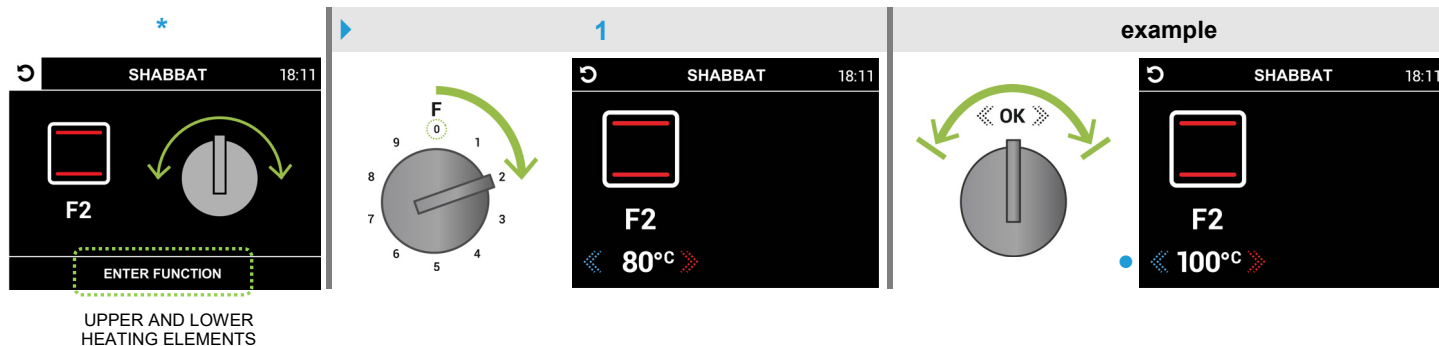 *
SHABBAT 18:11
F2
ENTER FUNCTION
UPPER AND LOWER
HEATING ELEMENTS
1
F
0
9 1
8 2
7 3
6 4
5
SHABBAT 18:11
F2
80°C
example
OK
SHABBAT 18:11
F2
100°C